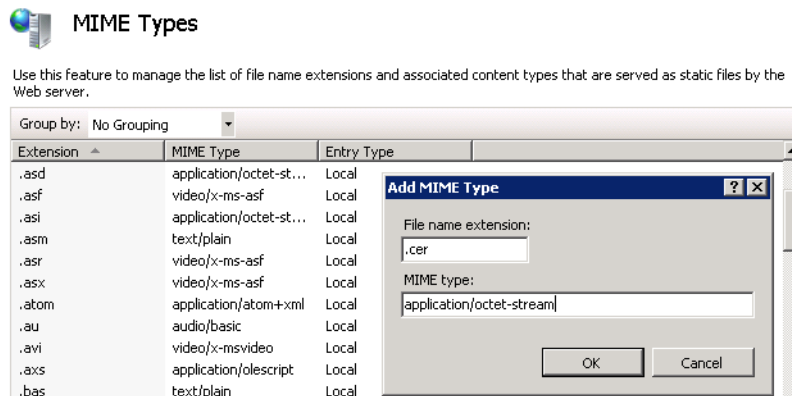 MIME Types
Use this feature to manage the list of file name extensions and associated content types that are served as static files by the
Web server.
Group by: No Grouping
Extension MIME Type Entry Type
.asd application/octet-st... Local
.asf video/x-ms-asf Local
.asi application/octet-st... Local
.asm text/plain Local
.asr video/x-ms-asf Local
.asx video/x-ms-asf Local
.atom application/atom+xml Local
.au audio/basic Local
.avi video/x-msvideo Local
.axs application/olescript Local
.bas text/plain Local
Add MIME Type
File name extension:
.cer
MIME type:
application/octet-stream
OK Cancel